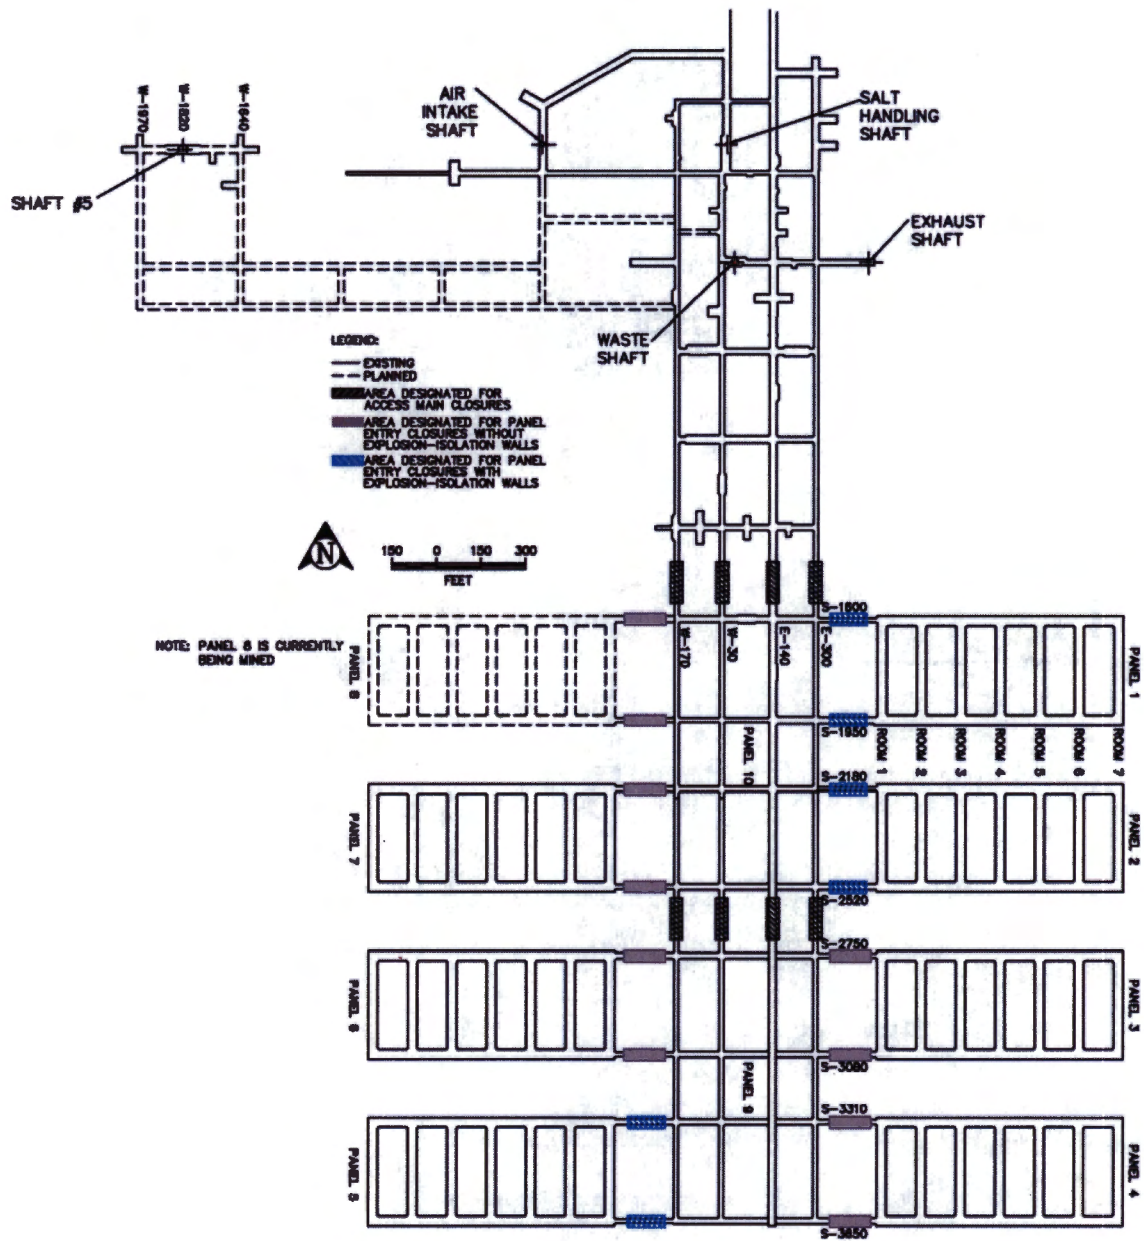 W-1970
W-1820
W-1640
AIR
INTAKE
SHAFT
SALT
HANDLING
SHAFT
SHAFT #5
EXHAUST
SHAFT
WASTE
SHAFT
LEGEND:
EXISTING
PLANNED
AREA DESIGNATED FOR
ACCESS MAIN CLOSURES
AREA DESIGNATED FOR PANEL
ENTRY CLOSURES WITHOUT
EXPLOSION-ISOLATION WALLS
AREA DESIGNATED FOR PANEL
ENTRY CLOSURES WITH
EXPLOSION-ISOLATION WALLS
N
150 0 150 300
FEET
S-1600
NOTE: PANEL 8 IS CURRENTLY
BEING MINED
PANEL 8
W-170
W-30
E-140
E-300
PANEL 1
S-1950
PANEL 10
ROOM 1
ROOM 2
ROOM 3
ROOM 4
ROOM 5
ROOM 6
ROOM 7
S-2180
PANEL 7
PANEL 2
S-2520
S-2750
PANEL 6
PANEL 3
S-3080
PANEL 9
S-3310
PANEL 5
PANEL 4
S-3650